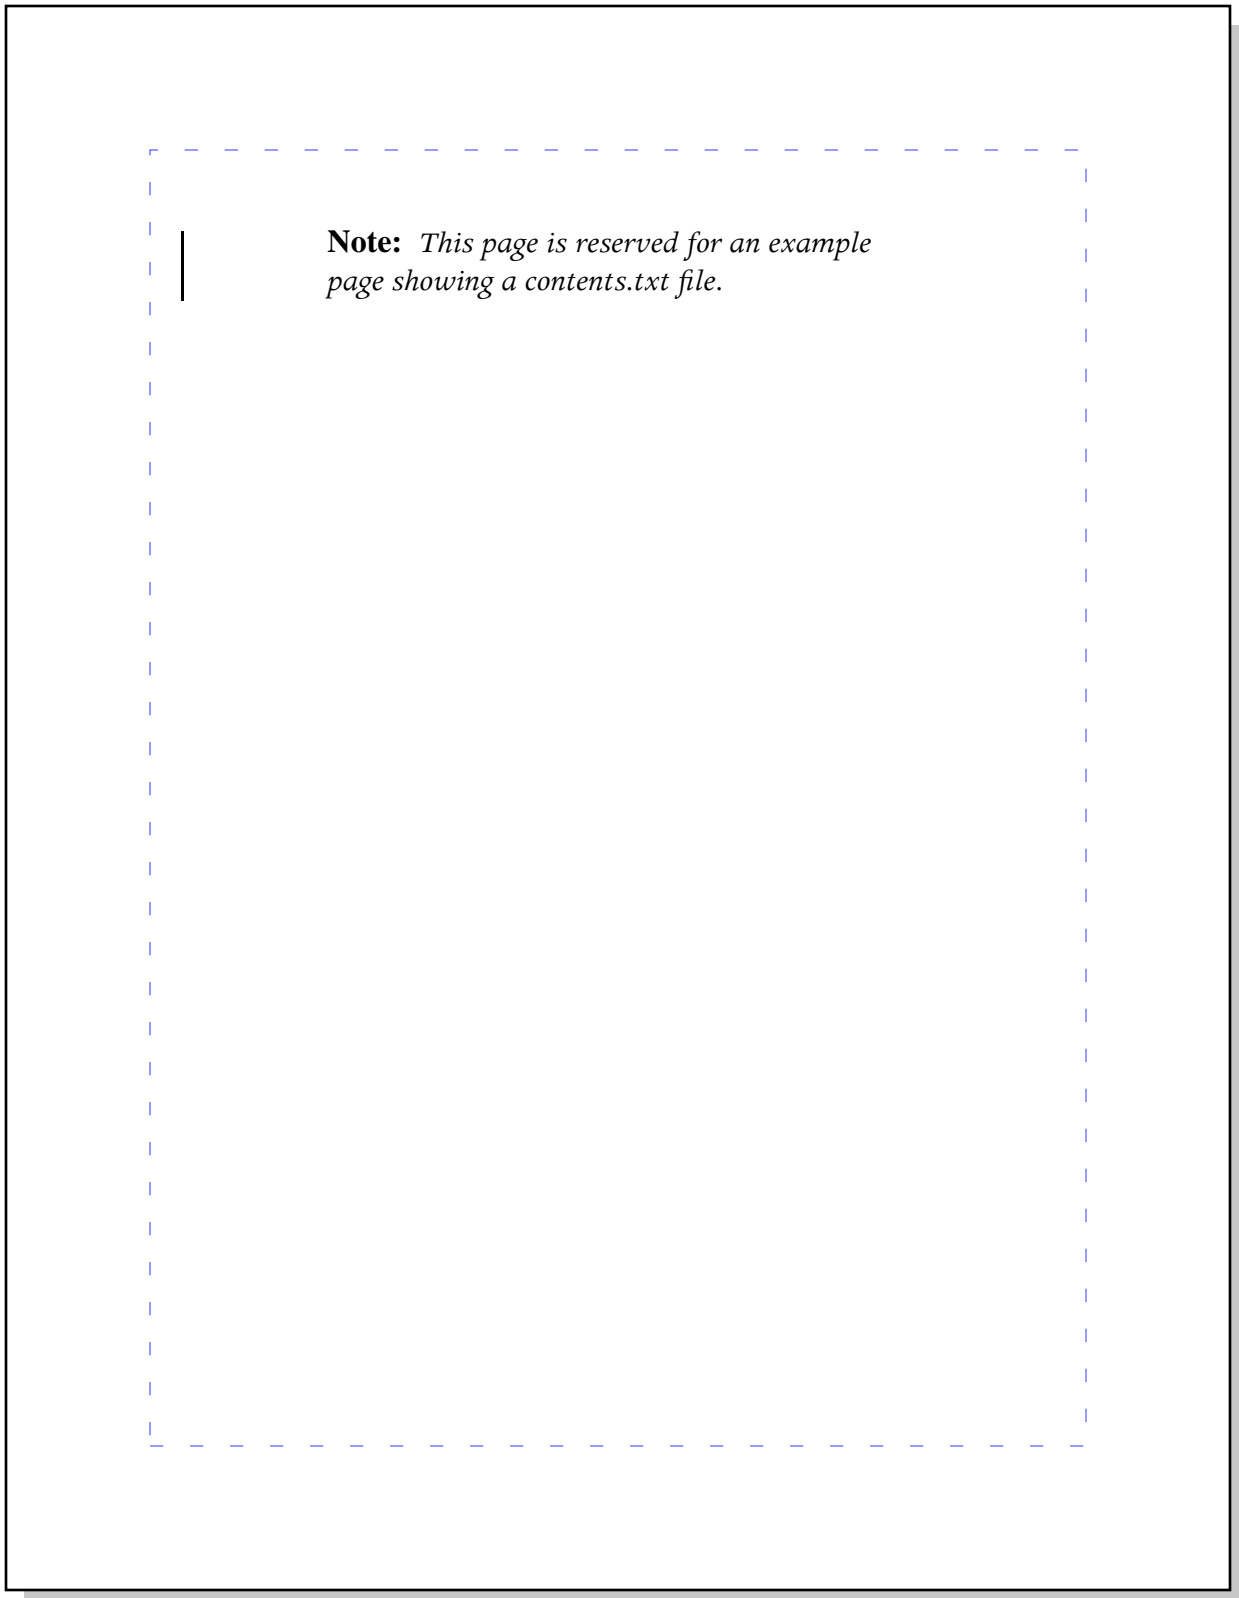 Note: This page is reserved for an example
page showing a contents.txt file.